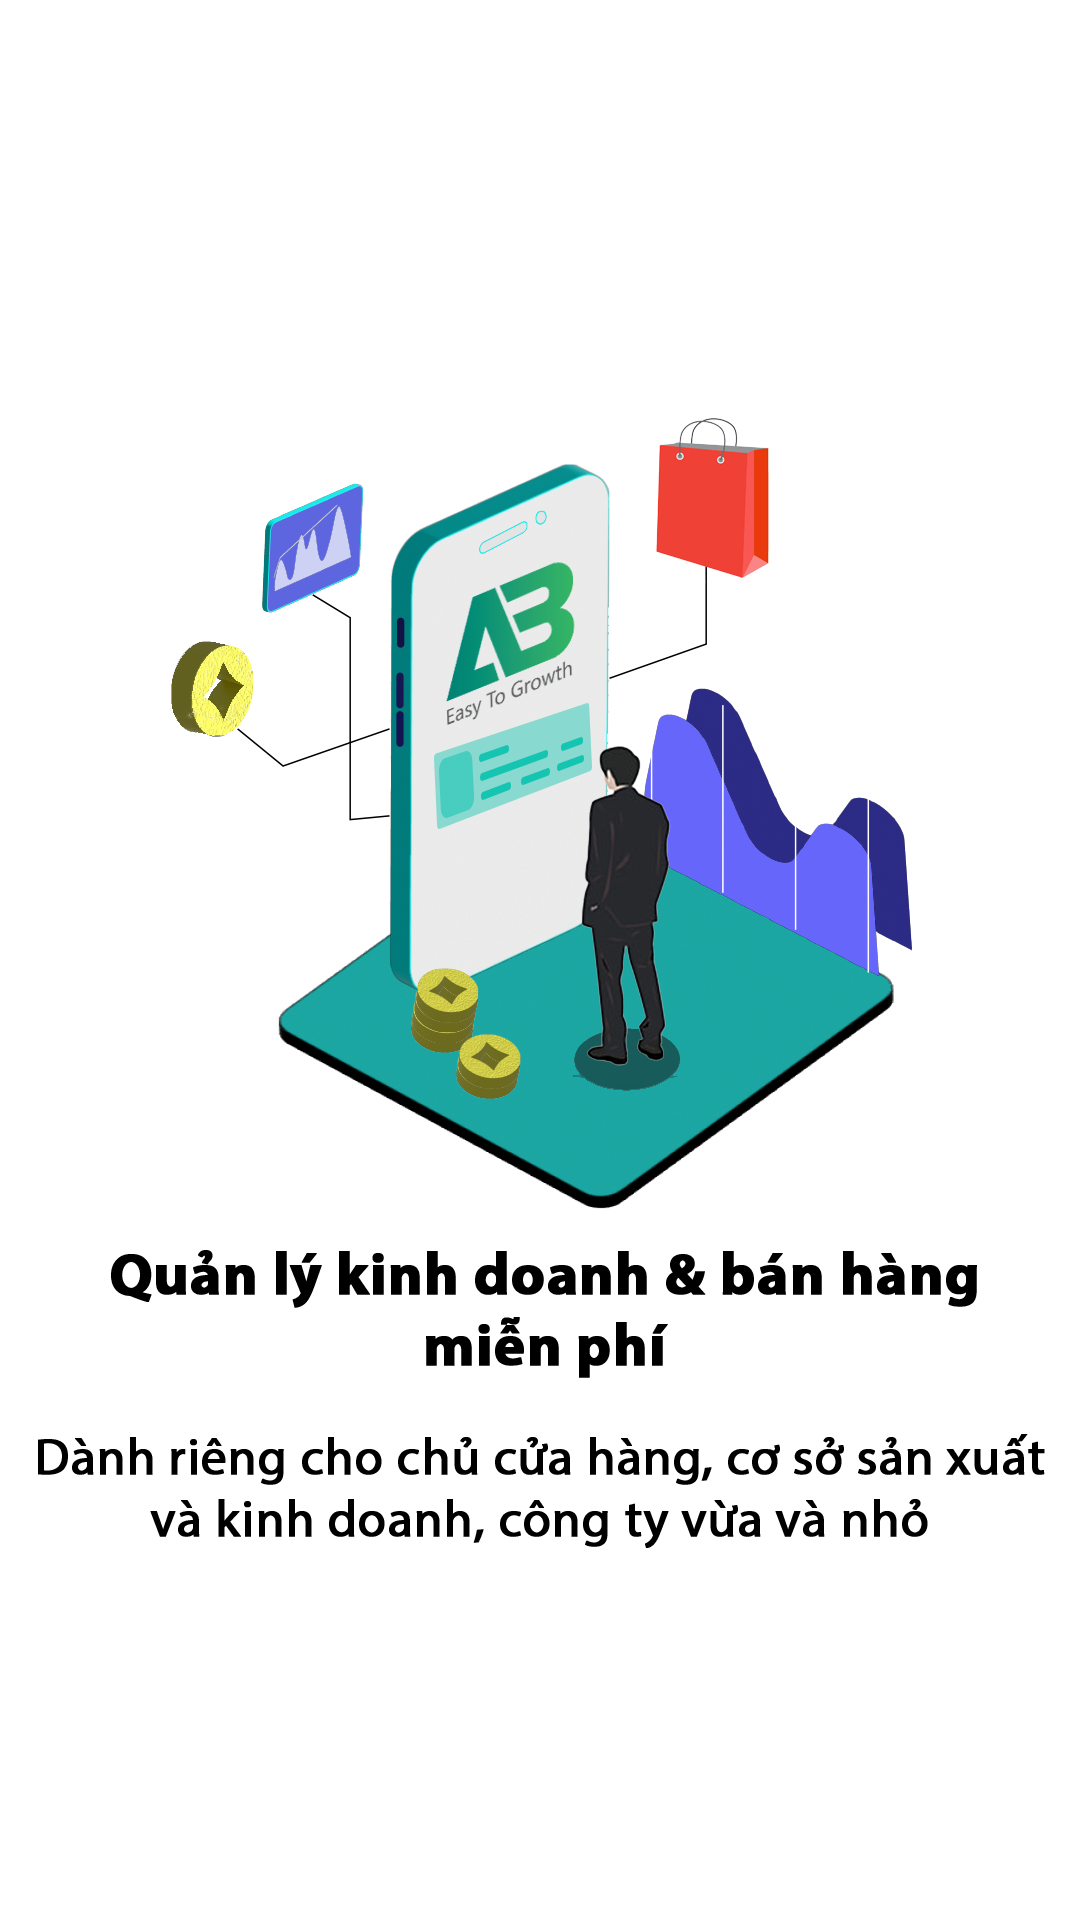 AB
Easy To Growth
Quản lý kinh doanh & bán hàng
miễn phí
Dành riêng cho chủ cửa hàng, cơ sở sản xuất
và kinh doanh, công ty vừa và nhỏ